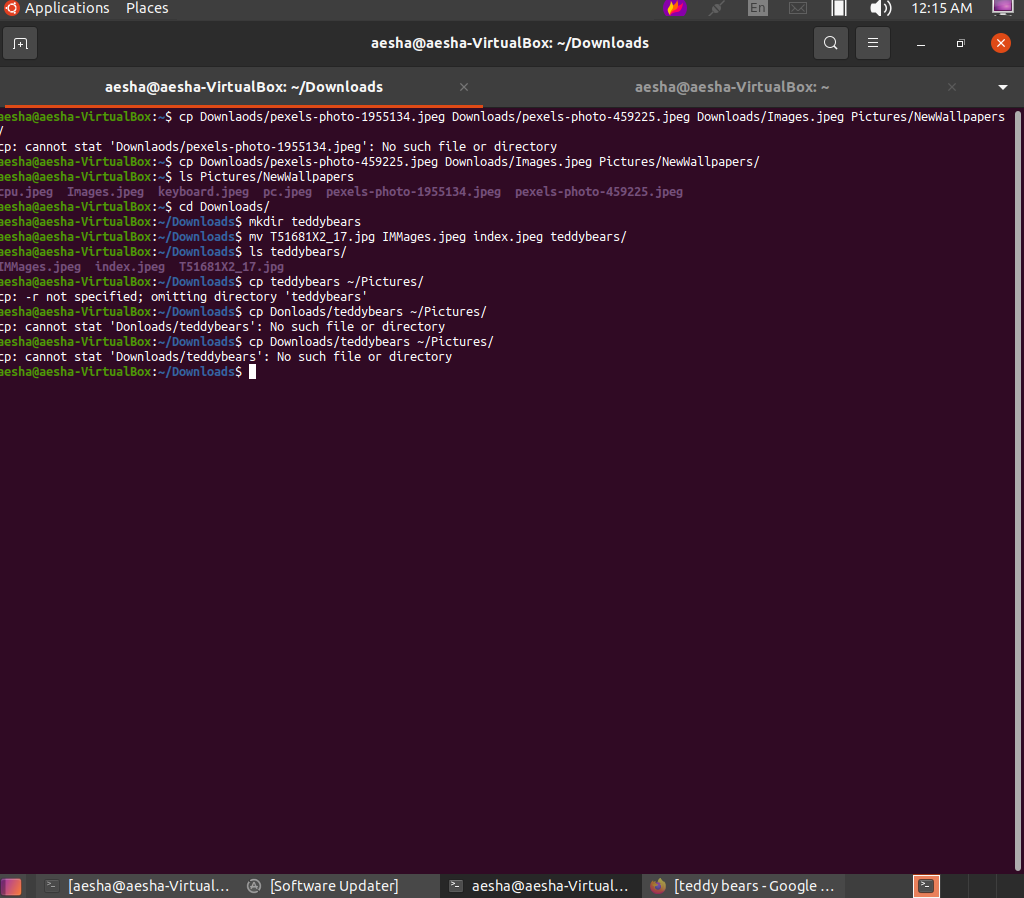 Applications Places En 12:15 AM
aesha@aesha-VirtualBox: ~/Downloads
aesha@aesha-VirtualBox: ~/Downloads × aesha@aesha-VirtualBox: ~ ×
aesha@aesha-VirtualBox:~$ cp Downlaods/pexels-photo-1955134.jpeg Downloads/pexels-photo-459225.jpeg Downloads/Images.jpeg Pictures/NewWallpapers
/
cp: cannot stat 'Downlaods/pexels-photo-1955134.jpeg': No such file or directory
aesha@aesha-VirtualBox:~$ cp Downloads/pexels-photo-459225.jpeg Downloads/Images.jpeg Pictures/NewWallpapers/
aesha@aesha-VirtualBox:~$ ls Pictures/NewWallpapers
cpu.jpeg Images.jpeg keyboard.jpeg pc.jpeg pexels-photo-1955134.jpeg pexels-photo-459225.jpeg
aesha@aesha-VirtualBox:~$ cd Downloads/
aesha@aesha-VirtualBox:~/Downloads$ mkdir teddybears
aesha@aesha-VirtualBox:~/Downloads$ mv T51681X2_17.jpg IMMages.jpeg index.jpeg teddybears/
aesha@aesha-VirtualBox:~/Downloads$ ls teddybears/
IMMages.jpeg index.jpeg T51681X2_17.jpg
aesha@aesha-VirtualBox:~/Downloads$ cp teddybears ~/Pictures/
cp: -r not specified; omitting directory 'teddybears'
aesha@aesha-VirtualBox:~/Downloads$ cp Donloads/teddybears ~/Pictures/
cp: cannot stat 'Donloads/teddybears': No such file or directory
aesha@aesha-VirtualBox:~/Downloads$ cp Downloads/teddybears ~/Pictures/
cp: cannot stat 'Downloads/teddybears': No such file or directory
aesha@aesha-VirtualBox:~/Downloads$
[aesha@aesha-Virtual... [Software Updater] aesha@aesha-Virtual... [teddy bears - Google ...